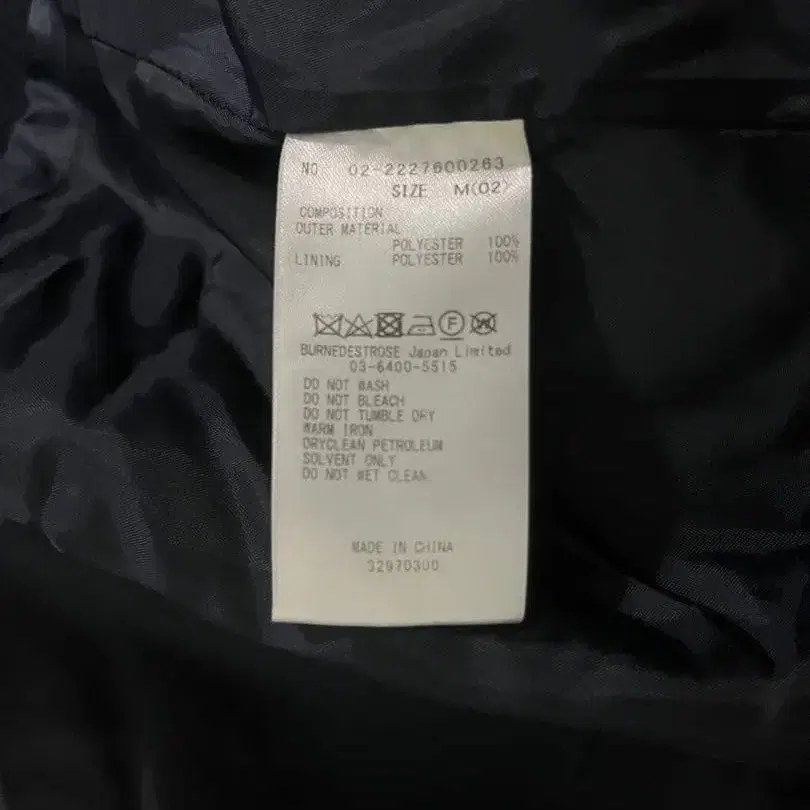 NO 02-2227600263
SIZE M(02)
COMPOSITION
OUTER MATERIAL
POLYESTER 100%
LINING POLYESTER 100%
F W
BURNEDESTROSE Japan Limited
03-6400-5515
DO NOT WASH
DO NOT BLEACH
DO NOT TUMBLE DRY
WARM IRON
DRYCLEAN PETROLEUM
SOLVENT ONLY
DO NOT WET CLEAN
MADE IN CHINA
32970300